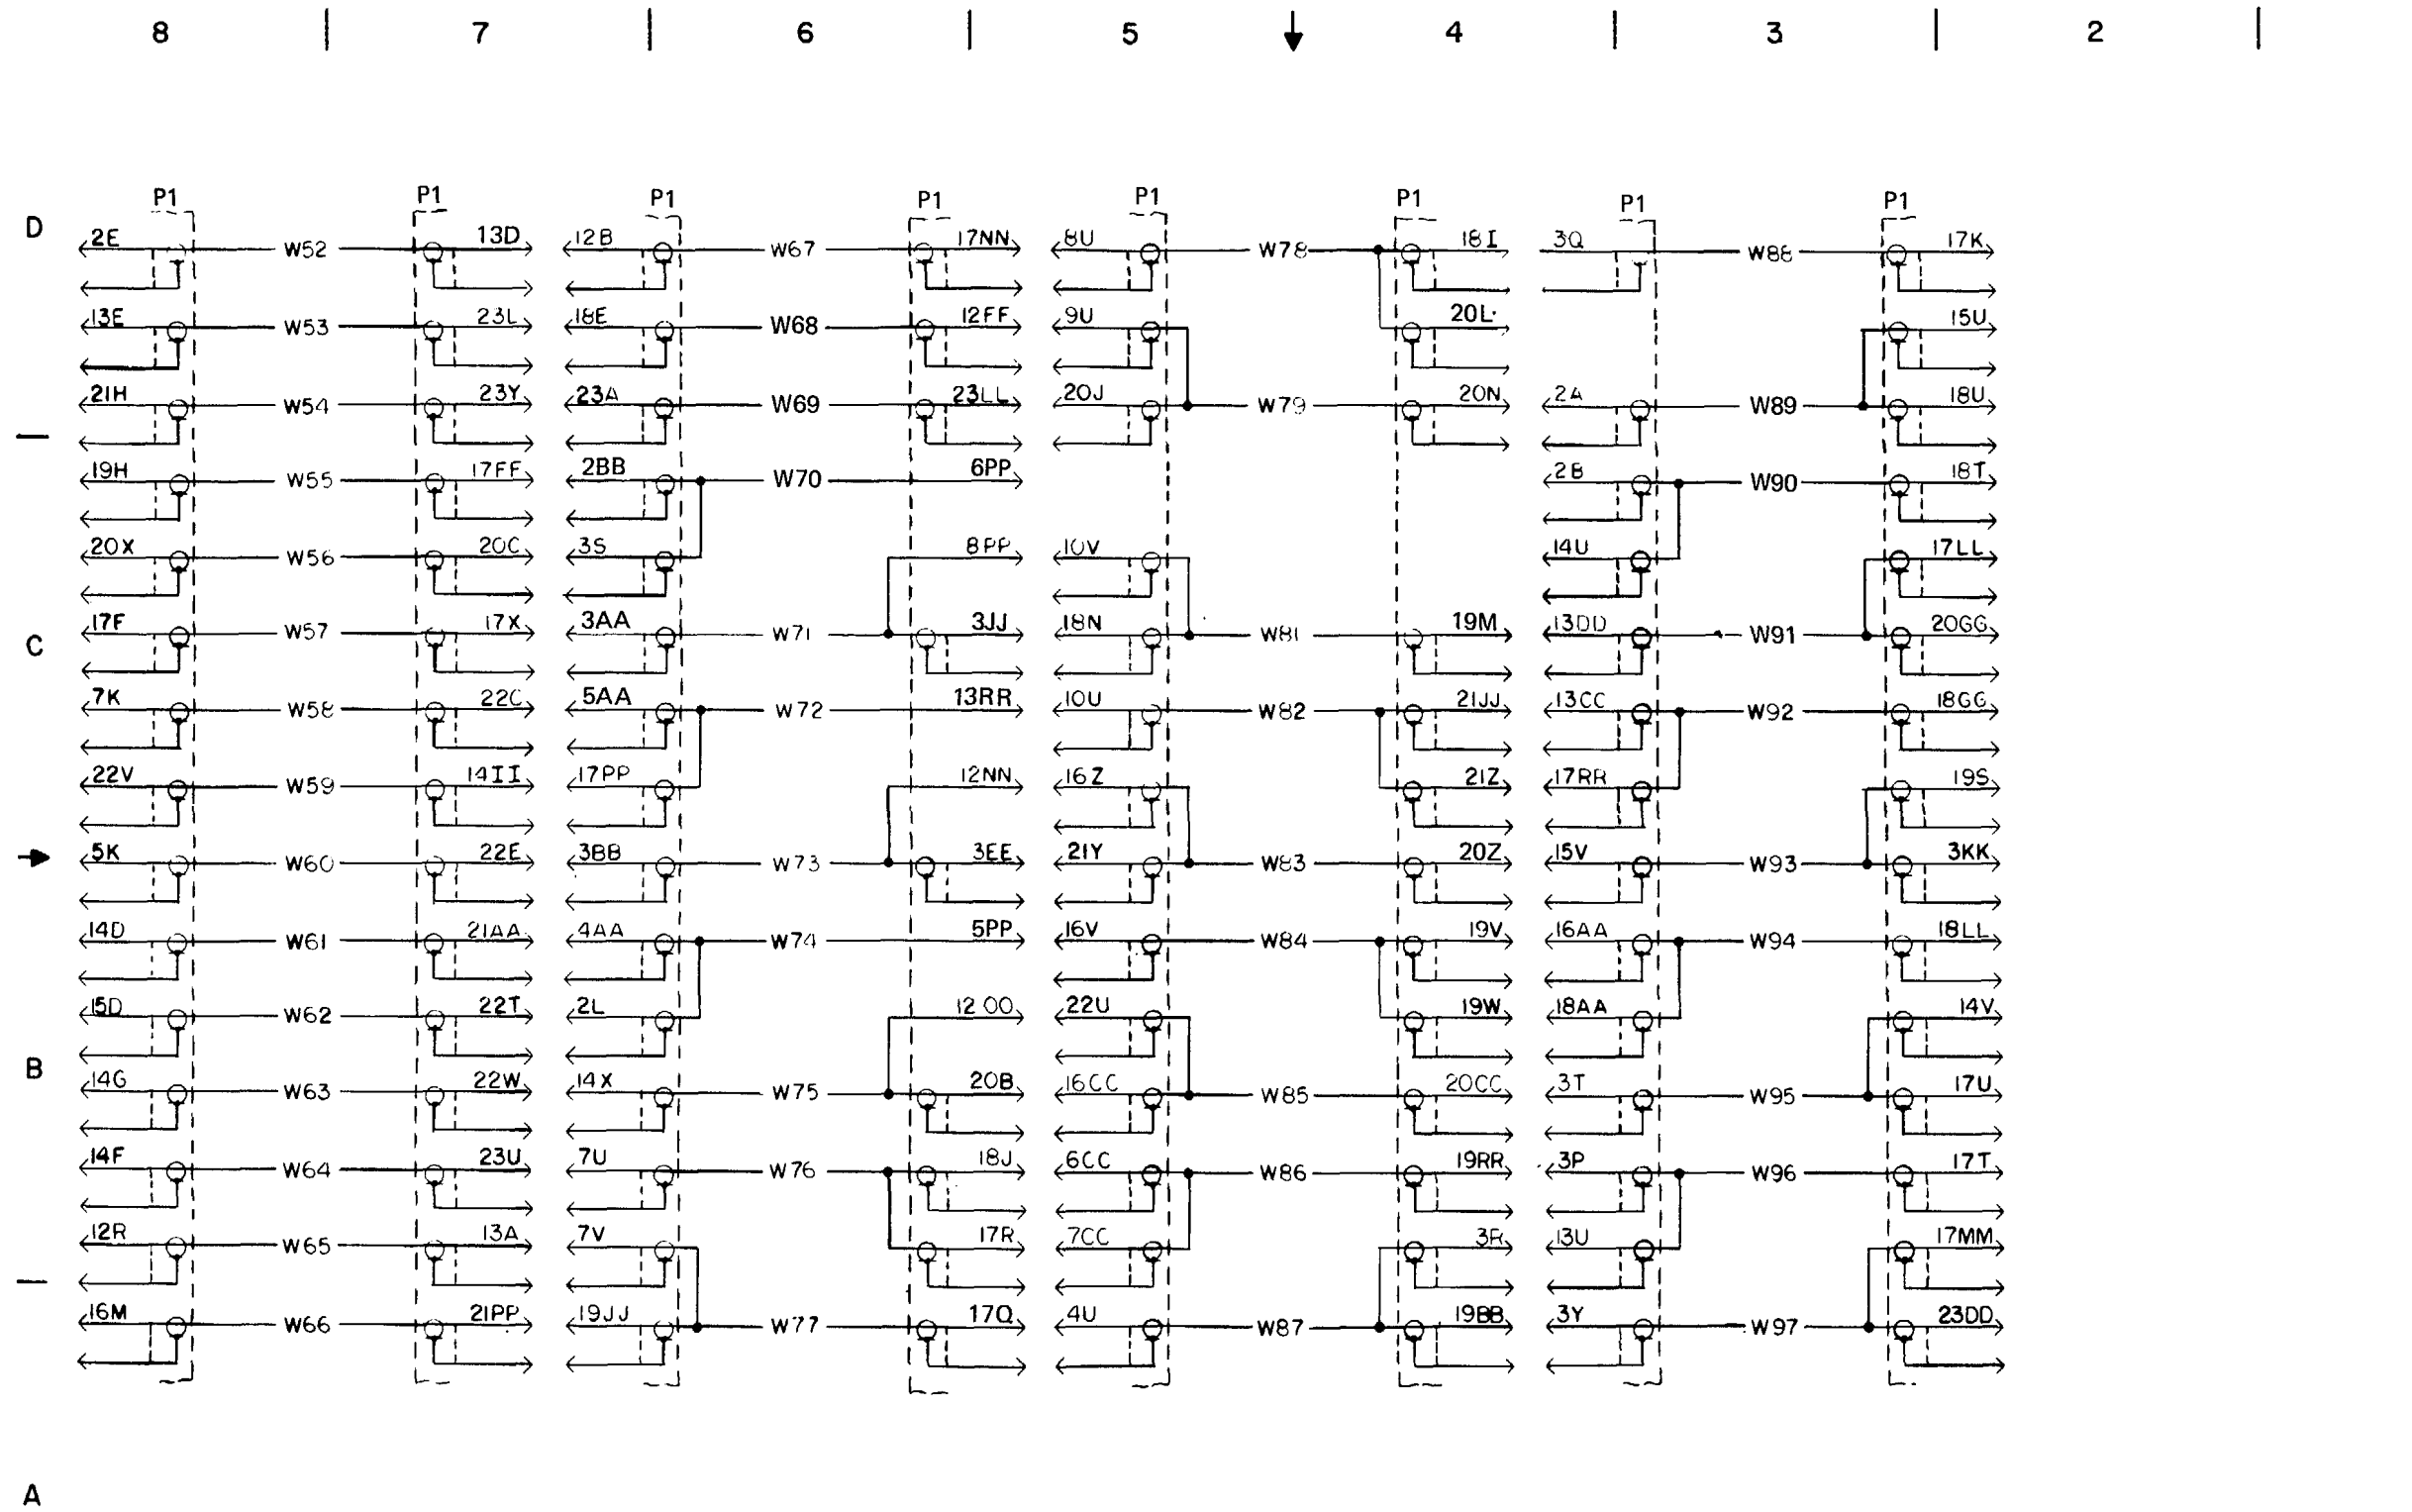 8 7 6 5 4 3 2
P1 P1 P1 P1 P1 P1 P1 P1
D
2E W52 13D 12B W67 17NN 8U W78 18I 3Q W88 17K
13E W53 23L 18E W68 12FF 9U 20L 15U
21H W54 23Y 23A W69 23LL 20J W79 20N 2A W89 18U
19H W55 17FF 2BB W70 6PP 2B W90 18T
20X W56 20C 3S 8PP 10V 14U 17LL
C
17F W57 17X 3AA W71 3JJ 18N W81 19M 13DD W91 20GG
7K W58 22C 5AA W72 13RR 10U W82 21JJ 13CC W92 18GG
22V W59 14II 17PP 12NN 16Z 21Z 17RR 19S
5K W60 22E 3BB W73 3EE 21Y W83 20Z 15V W93 3KK
14D W61 21AA 4AA W74 5PP 16V W84 19V 16AA W94 18LL
15D W62 22T 2L 12OO 22U 19W 18AA 14V
B
14G W63 22W 14X W75 20B 16CC W85 20CC 3T W95 17U
14F W64 23U 7U W76 18J 6CC W86 19RR 3P W96 17T
12R W65 13A 7V 17R 7CC 3R 13U 17MM
16M W66 21PP 19JJ W77 17Q 4U W87 19BB 3Y W97 23DD
A